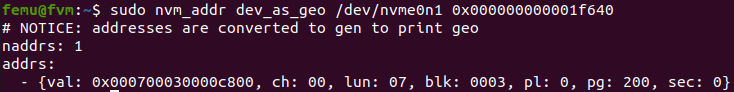 femu@fvm:~$ sudo nvm_addr dev_as_geo /dev/nvme0n1 0x000000000001f640
# NOTICE: addresses are converted to gen to print geo
naddrs: 1
addrs:
  - {val: 0x000700030000c800, ch: 00, lun: 07, blk: 0003, pl: 0, pg: 200, sec: 0}